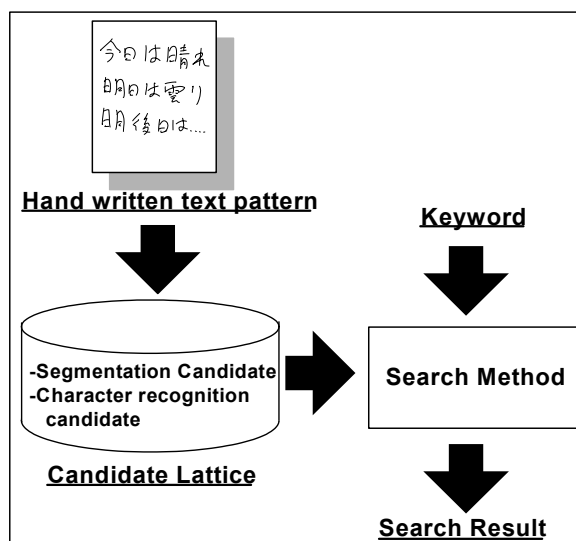 今日は晴れ
明日は雲り
明後日は....
Hand written text pattern
Keyword
-Segmentation Candidate
-Character recognition
candidate
Search Method
Candidate Lattice
Search Result